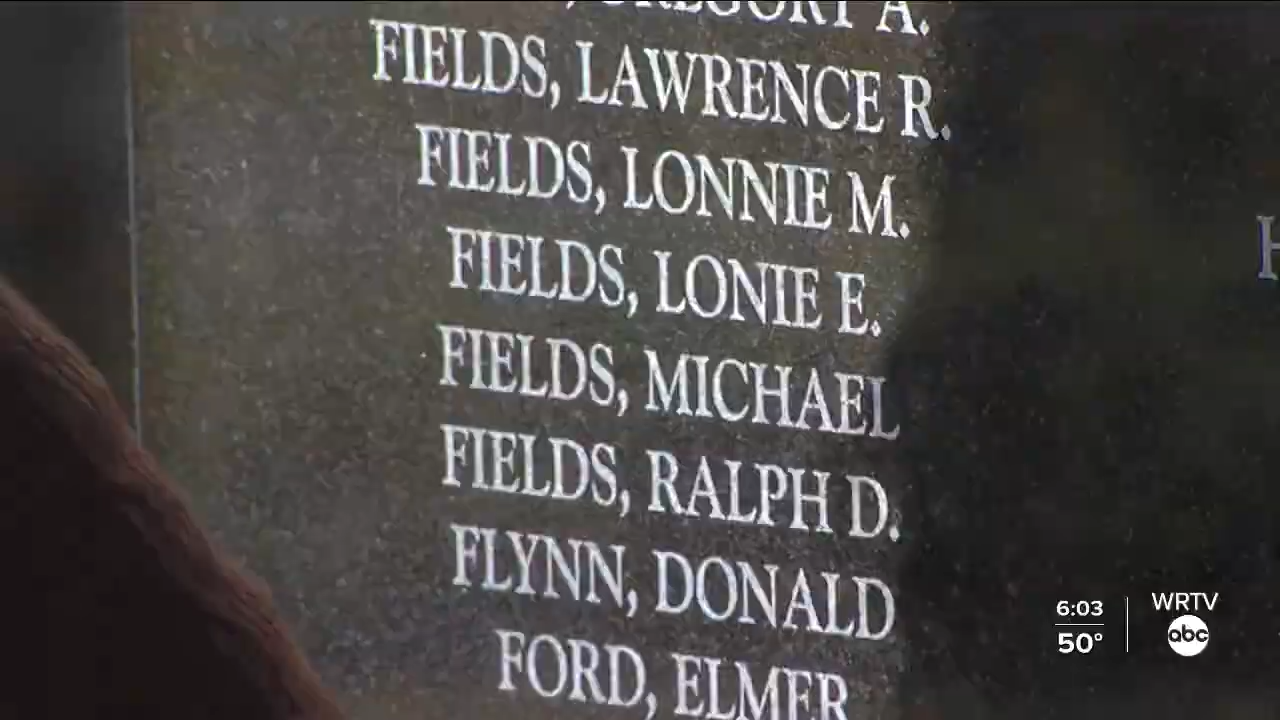 GREGORY A.
FIELDS, LAWRENCE R.
FIELDS, LONNIE M.
FIELDS, LONIE E.
FIELDS, MICHAEL
FIELDS, RALPH D.
FLYNN, DONALD
FORD, ELMER
6:03
50°
WRTV
abc